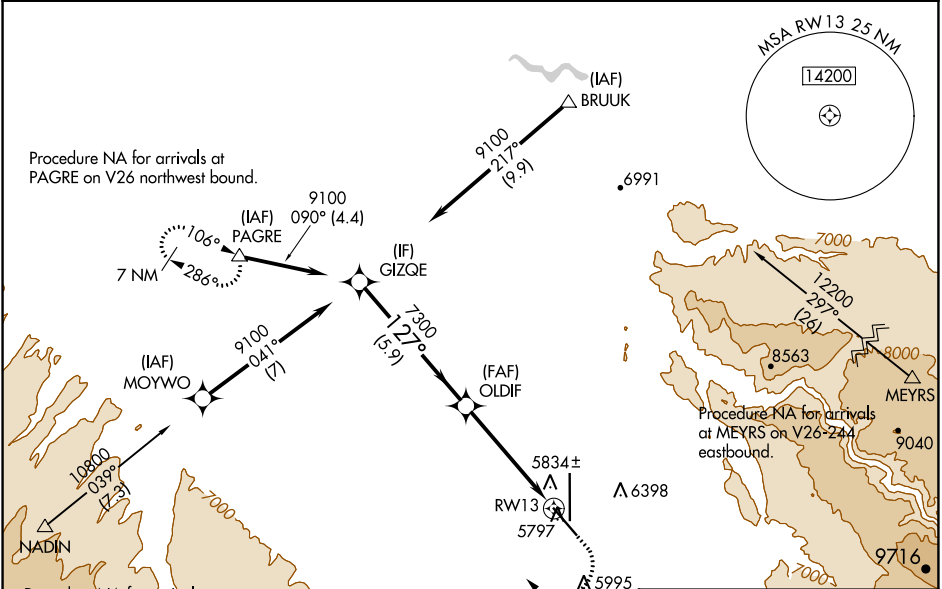 MSA RW13 25 NM
14200
(IAF)
BRUUK
9100
217°
(9.9)
6991
Procedure NA for arrivals at
PAGRE on V26 northwest bound.
9100
090° (4.4)
(IAF)
PAGRE
106°
286°
7 NM
(IF)
GIZQE
7000
12200
297°
(26)
7300
127°
(5.9)
9100
041°
(7)
(IAF)
MOYWO
(FAF)
OLDIF
8563
8000
MEYRS
Procedure NA for arrivals
at MEYRS on V26-244
eastbound.
9040
10800
039°
(7.3)
5834±
6398
RW13
5797
7000
NADIN
9716
7000
5995